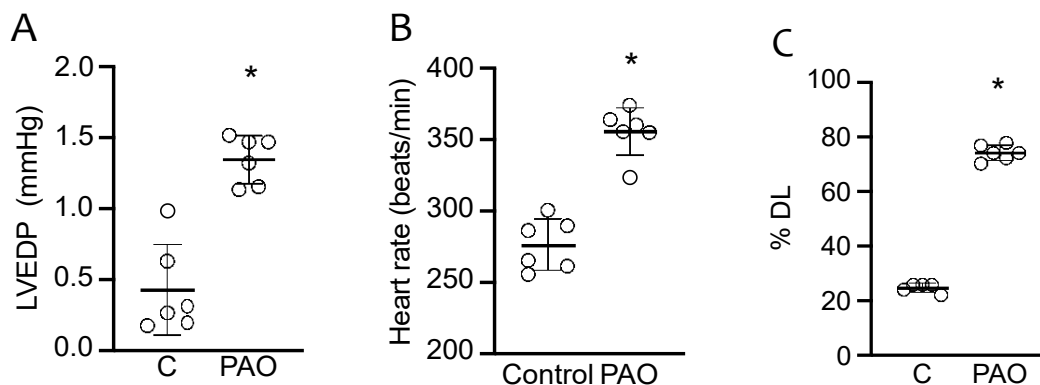 A
LVEDP (mmHg)
2.0
1.5
1.0
0.5
0.0
*
C PAO
B
Heart rate (beats/min)
400
350
300
250
200
*
Control PAO
C
% DL
100
80
60
40
20
0
*
C PAO